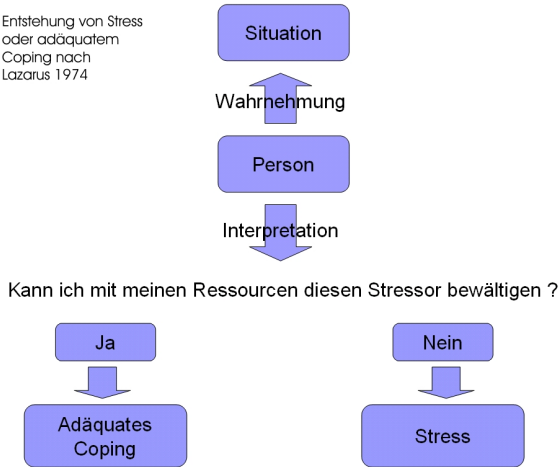 Entstehung von Stress
oder adäquatem
Coping nach
Lazarus 1974
Situation
Wahrnehmung
Person
Interpretation
Kann ich mit meinen Ressourcen diesen Stressor bewältigen ?
Ja
Nein
Adäquates
Coping
Stress